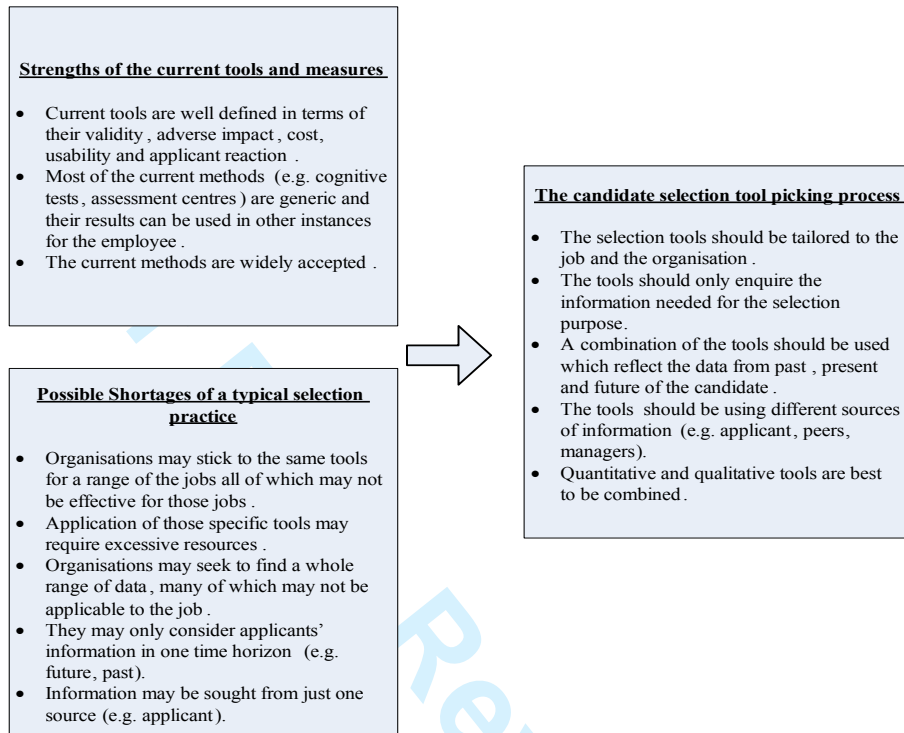 Strengths of the current tools and measures
• Current tools are well defined in terms of
their validity , adverse impact , cost,
usability and applicant reaction .
• Most of the current methods (e.g. cognitive
tests , assessment centres ) are generic and
their results can be used in other instances
for the employee .
• The current methods are widely accepted .
Possible Shortages of a typical selection
practice
• Organisations may stick to the same tools
for a range of the jobs all of which may not
be effective for those jobs .
• Application of those specific tools may
require excessive resources .
• Organisations may seek to find a whole
range of data , many of which may not be
applicable to the job .
• They may only consider applicants’
information in one time horizon (e.g.
future, past).
• Information may be sought from just one
source (e.g. applicant).
The candidate selection tool picking process
• The selection tools should be tailored to the
job and the organisation .
• The tools should only enquire the
information needed for the selection
purpose.
• A combination of the tools should be used
which reflect the data from past , present
and future of the candidate .
• The tools should be using different sources
of information (e.g. applicant, peers,
managers).
• Quantitative and qualitative tools are best
to be combined .